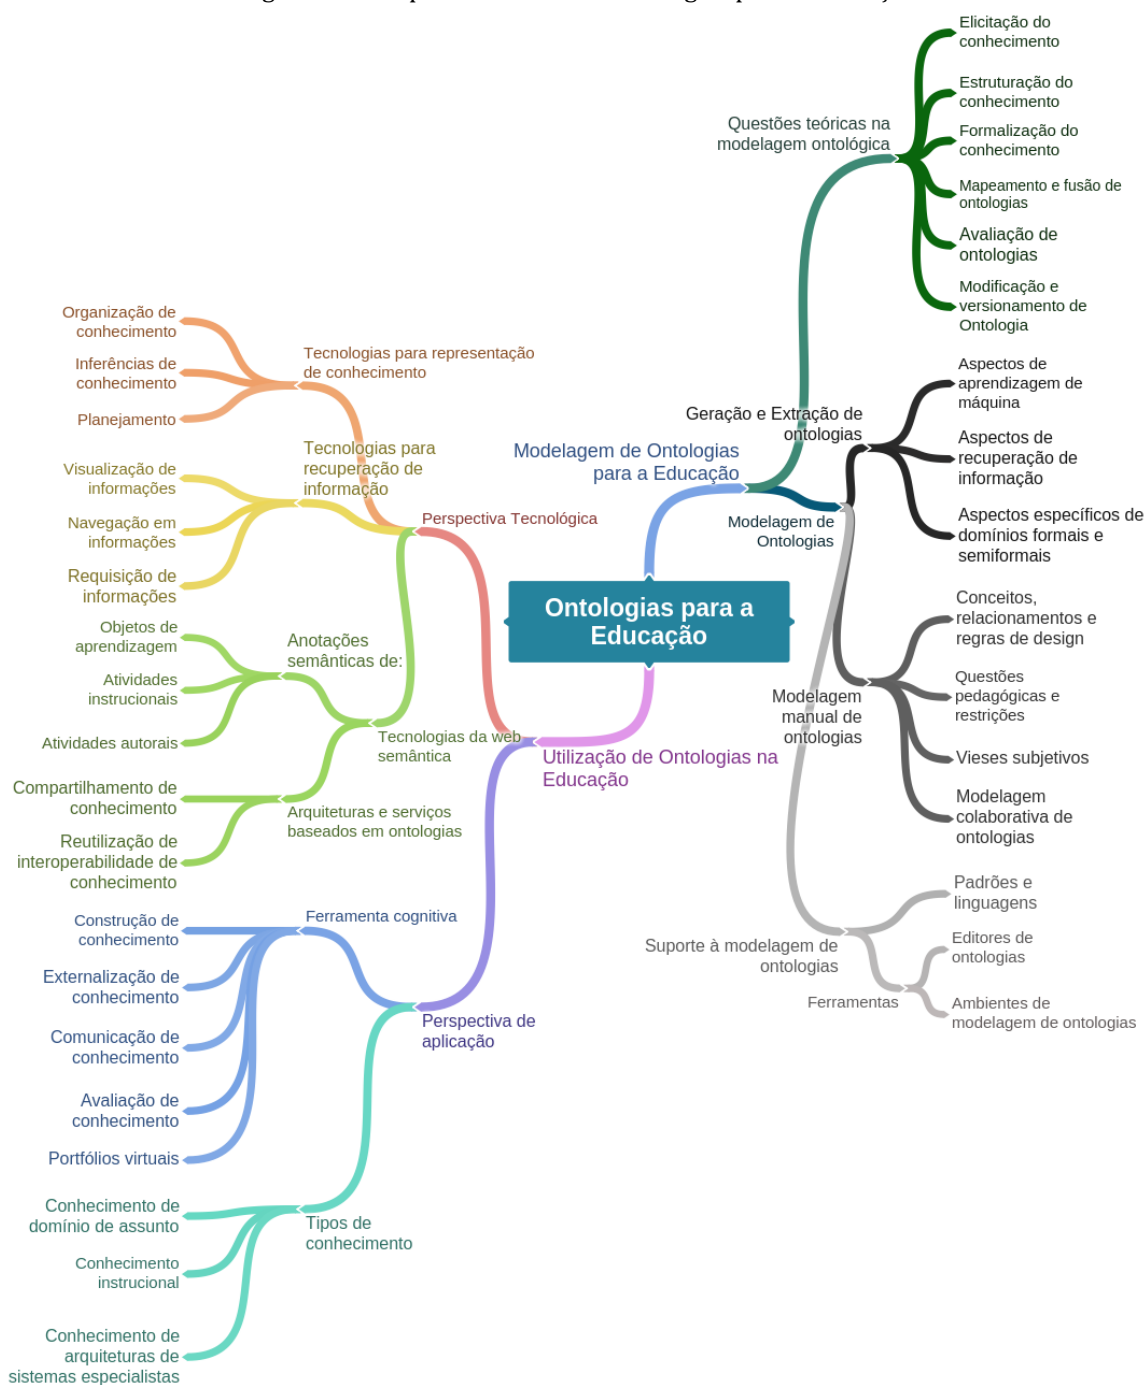 Elicitação do
conhecimento
Estruturação do
conhecimento
Questões teóricas na
modelagem ontológica
Formalização do
conhecimento
Mapeamento e fusão de
ontologias
Avaliação de
ontologias
Modificação e
versionamento de
Ontologia
Geração e Extração de
ontologias
Aspectos de
aprendizagem de
máquina
Aspectos de
recuperação de
informação
Aspectos específicos de
domínios formais e
semiformais
Modelagem de Ontologias
para a Educação
Modelagem de
Ontologias
Conceitos,
relacionamentos e
regras de design
Questões
pedagógicas e
restrições
Modelagem
manual de
ontologias
Vieses subjetivos
Modelagem
colaborativa de
ontologias
Padrões e
linguagens
Suporte à modelagem de
ontologias
Editores de
ontologias
Ferramentas
Ambientes de
modelagem de ontologias
Ontologias para a
Educação
Utilização de Ontologias na
Educação
Perspectiva Tecnológica
Tecnologias para representação
de conhecimento
Organização de
conhecimento
Inferências de
conhecimento
Planejamento
Tecnologias para
recuperação de
informação
Visualização de
informações
Navegação em
informações
Requisição de
informações
Tecnologias da web
semântica
Anotações
semânticas de:
Objetos de
aprendizagem
Atividades
instrucionais
Atividades autorais
Arquiteturas e serviços
baseados em ontologias
Compartilhamento de
conhecimento
Reutilização de
interoperabilidade de
conhecimento
Perspectiva de
aplicação
Ferramenta cognitiva
Construção de
conhecimento
Externalização de
conhecimento
Comunicação de
conhecimento
Avaliação de
conhecimento
Portfólios virtuais
Tipos de
conhecimento
Conhecimento de
domínio de assunto
Conhecimento
instrucional
Conhecimento de
arquiteturas de
sistemas especialistas